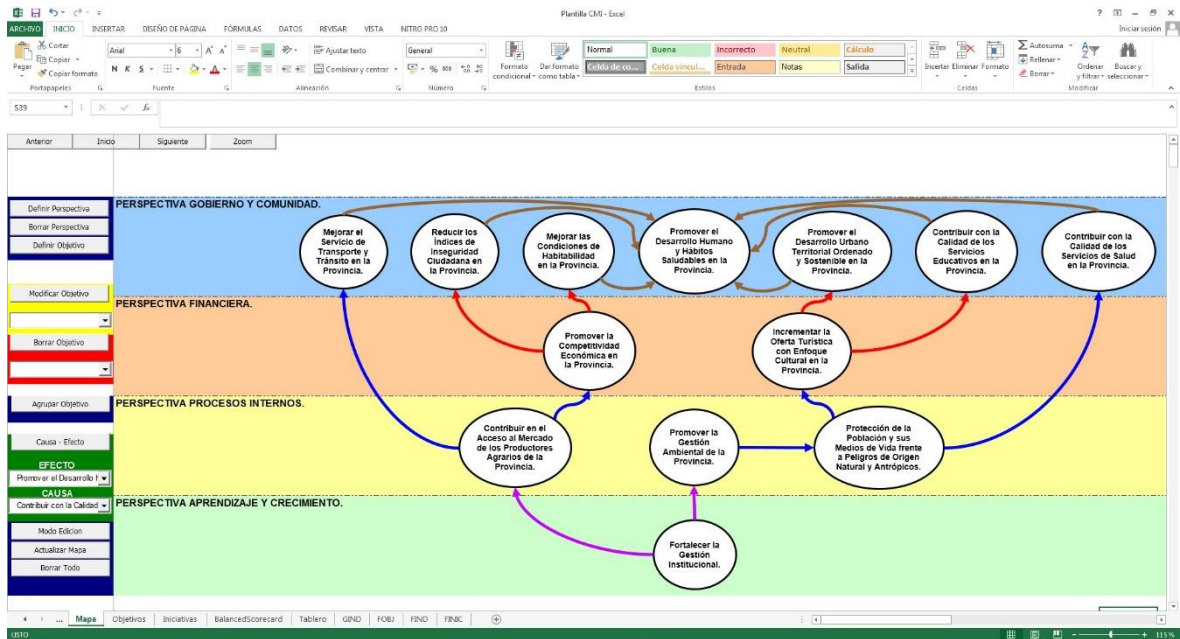 Plantilla CMI - Excel
ARCHIVO INICIO INSERTAR DISEÑO DE PÁGINA FÓRMULAS DATOS REVISAR VISTA NITRO PRO 10
Iniciar sesión
Pegar
Cortar
Copiar
Copiar formato
Portapapeles
Arial 6
N K S
Fuente
Ajustar texto
Combinar y centrar
Alineación
General
% 000
Número
Formato condicional
Dar formato como tabla
Normal Buena Incorrecto Neutral Cálculo
Celda de co... Celda vincul... Entrada Notas Salida
Estilos
Insertar Eliminar Formato
Celdas
Autosuma
Rellenar
Borrar
Ordenar y filtrar
Buscar y seleccionar
Modificar
S39
fx
Anterior Inicio Siguiente Zoom
Definir Perspectiva
Borrar Perspectiva
Definir Objetivo
Modificar Objetivo
Borrar Objetivo
Agrupar Objetivo
Causa - Efecto
EFECTO
Promover el Desarrollo
CAUSA
Contribuir con la Calidad
Modo Edicion
Actualizar Mapa
Borrar Todo
PERSPECTIVA GOBIERNO Y COMUNIDAD.
Mejorar el
Servicio de
Transporte y
Tránsito en la
Provincia.
Reducir los
Índices de
Inseguridad
Ciudadana en
la Provincia.
Mejorar las
Condiciones de
Habitabilidad
en la Provincia.
Promover el
Desarrollo Humano
y Hábitos
Saludables en la
Provincia.
Promover el
Desarrollo Urbano
Territorial Ordenado
y Sostenible en la
Provincia.
Contribuir con la
Calidad de los
Servicios
Educativos en la
Provincia.
Contribuir con la
Calidad de los
Servicios de Salud
en la Provincia.
PERSPECTIVA FINANCIERA.
Promover la
Competitividad
Económica en
la Provincia.
Incrementar la
Oferta Turística
con Enfoque
Cultural en la
Provincia.
PERSPECTIVA PROCESOS INTERNOS.
Contribuir en el
Acceso al Mercado
de los Productores
Agrarios de la
Provincia.
Promover la
Gestión
Ambiental de la
Provincia.
Protección de la
Población y sus
Medios de Vida frente
a Peligros de Origen
Natural y Antrópicos.
PERSPECTIVA APRENDIZAJE Y CRECIMIENTO.
Fortalecer la
Gestión
Institucional.
... Mapa Objetivos Iniciativas BalancedScorecard Tablero GIND FOBJ FIND FINIC
LISTO
115 %